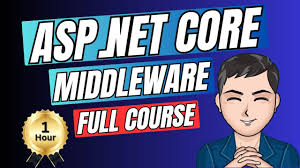 ASP.NET CORE
MIDDLEWARE
FULL COURSE
1
Hour